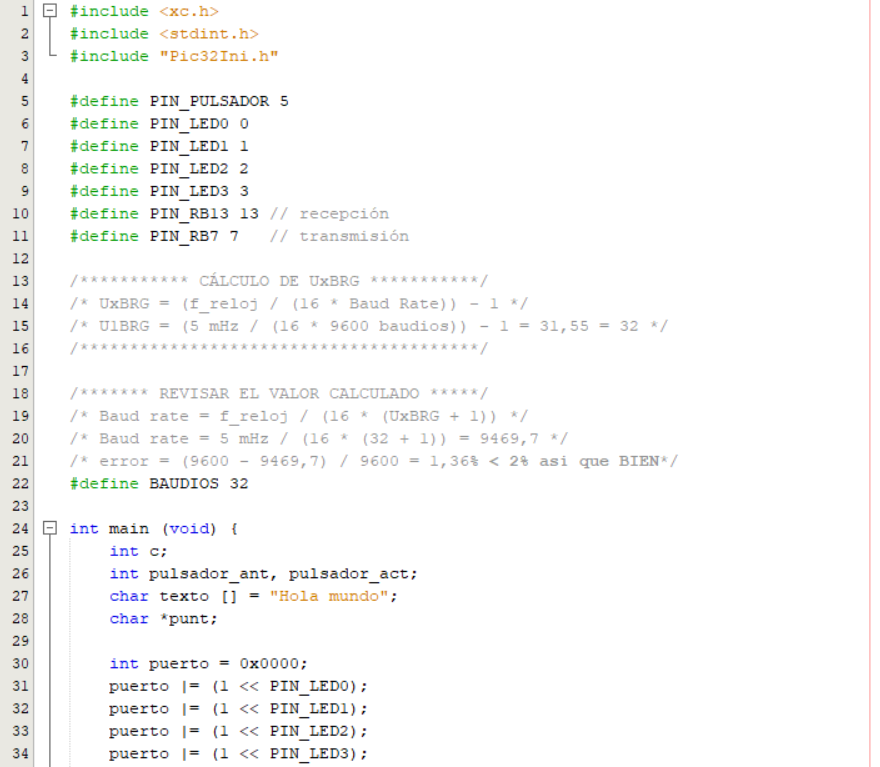 1 #include <xc.h>
2 #include <stdint.h>
3 #include "Pic32Ini.h"
4
5 #define PIN_PULSADOR 5
6 #define PIN_LED0 0
7 #define PIN_LED1 1
8 #define PIN_LED2 2
9 #define PIN_LED3 3
10 #define PIN_RB13 13 // recepción
11 #define PIN_RB7 7   // transmisión
12
13 /*********** CÁLCULO DE UxBRG ***********/
14 /* UxBRG = (f_reloj / (16 * Baud Rate)) - 1 */
15 /* U1BRG = (5 mHz / (16 * 9600 baudios)) - 1 = 31,55 = 32 */
16 /****************************************/
17
18 /******* REVISAR EL VALOR CALCULADO *****/
19 /* Baud rate = f_reloj / (16 * (UxBRG + 1)) */
20 /* Baud rate = 5 mHz / (16 * (32 + 1)) = 9469,7 */
21 /* error = (9600 - 9469,7) / 9600 = 1,36% < 2% asi que BIEN*/
22 #define BAUDIOS 32
23
24 int main (void) {
25     int c;
26     int pulsador_ant, pulsador_act;
27     char texto [] = "Hola mundo";
28     char *punt;
29
30     int puerto = 0x0000;
31     puerto |= (1 << PIN_LED0);
32     puerto |= (1 << PIN_LED1);
33     puerto |= (1 << PIN_LED2);
34     puerto |= (1 << PIN_LED3);